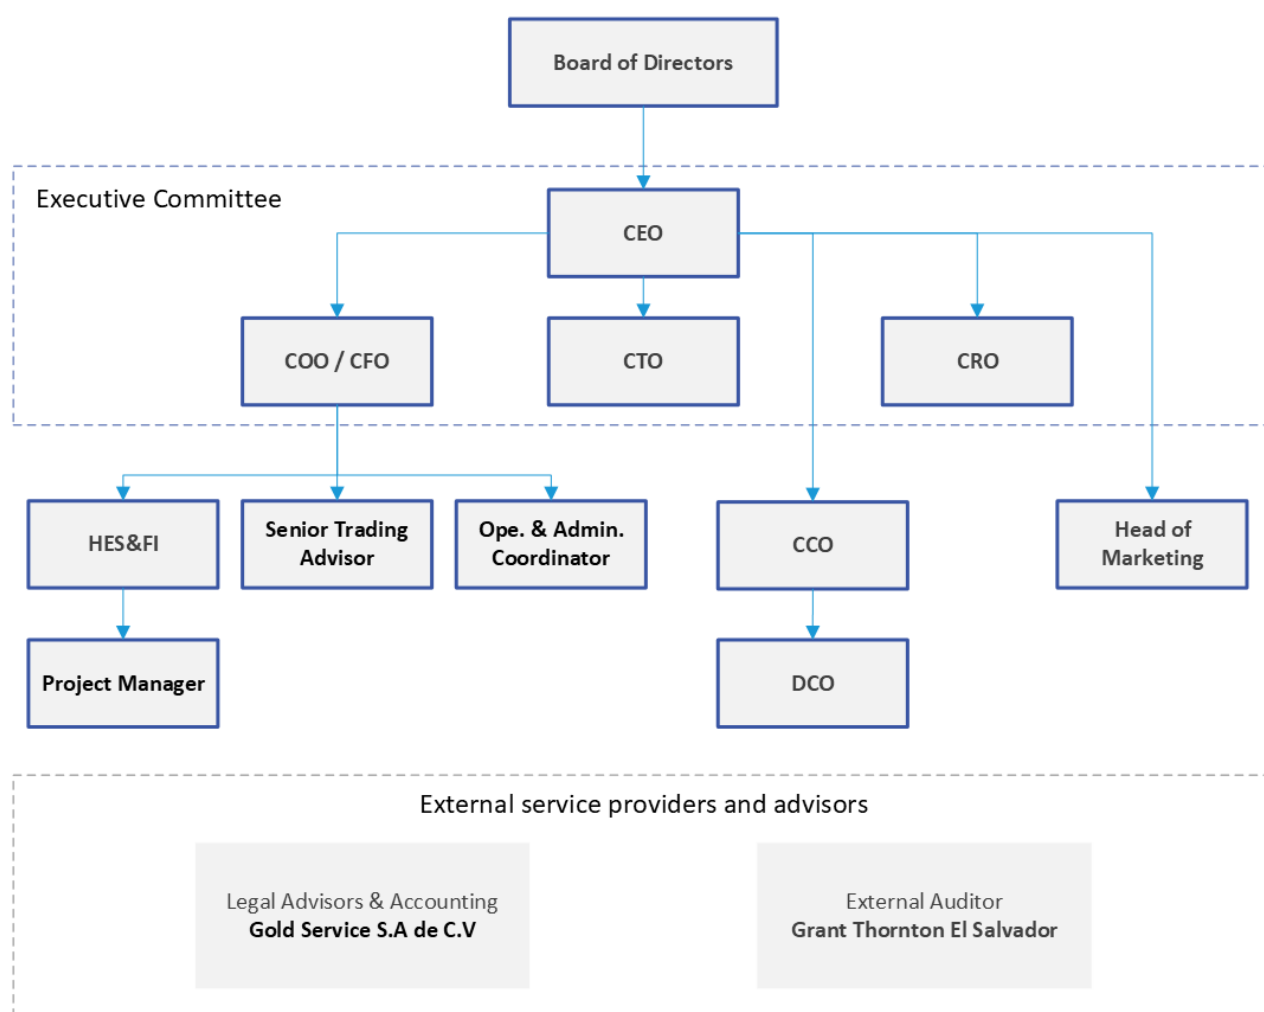 Board of Directors
Executive Committee
CEO
COO / CFO
CTO
CRO
HES&FI
Senior Trading
Advisor
Ope. & Admin.
Coordinator
CCO
Head of
Marketing
Project Manager
DCO
External service providers and advisors
Legal Advisors & Accounting
Gold Service S.A de C.V
External Auditor
Grant Thornton El Salvador